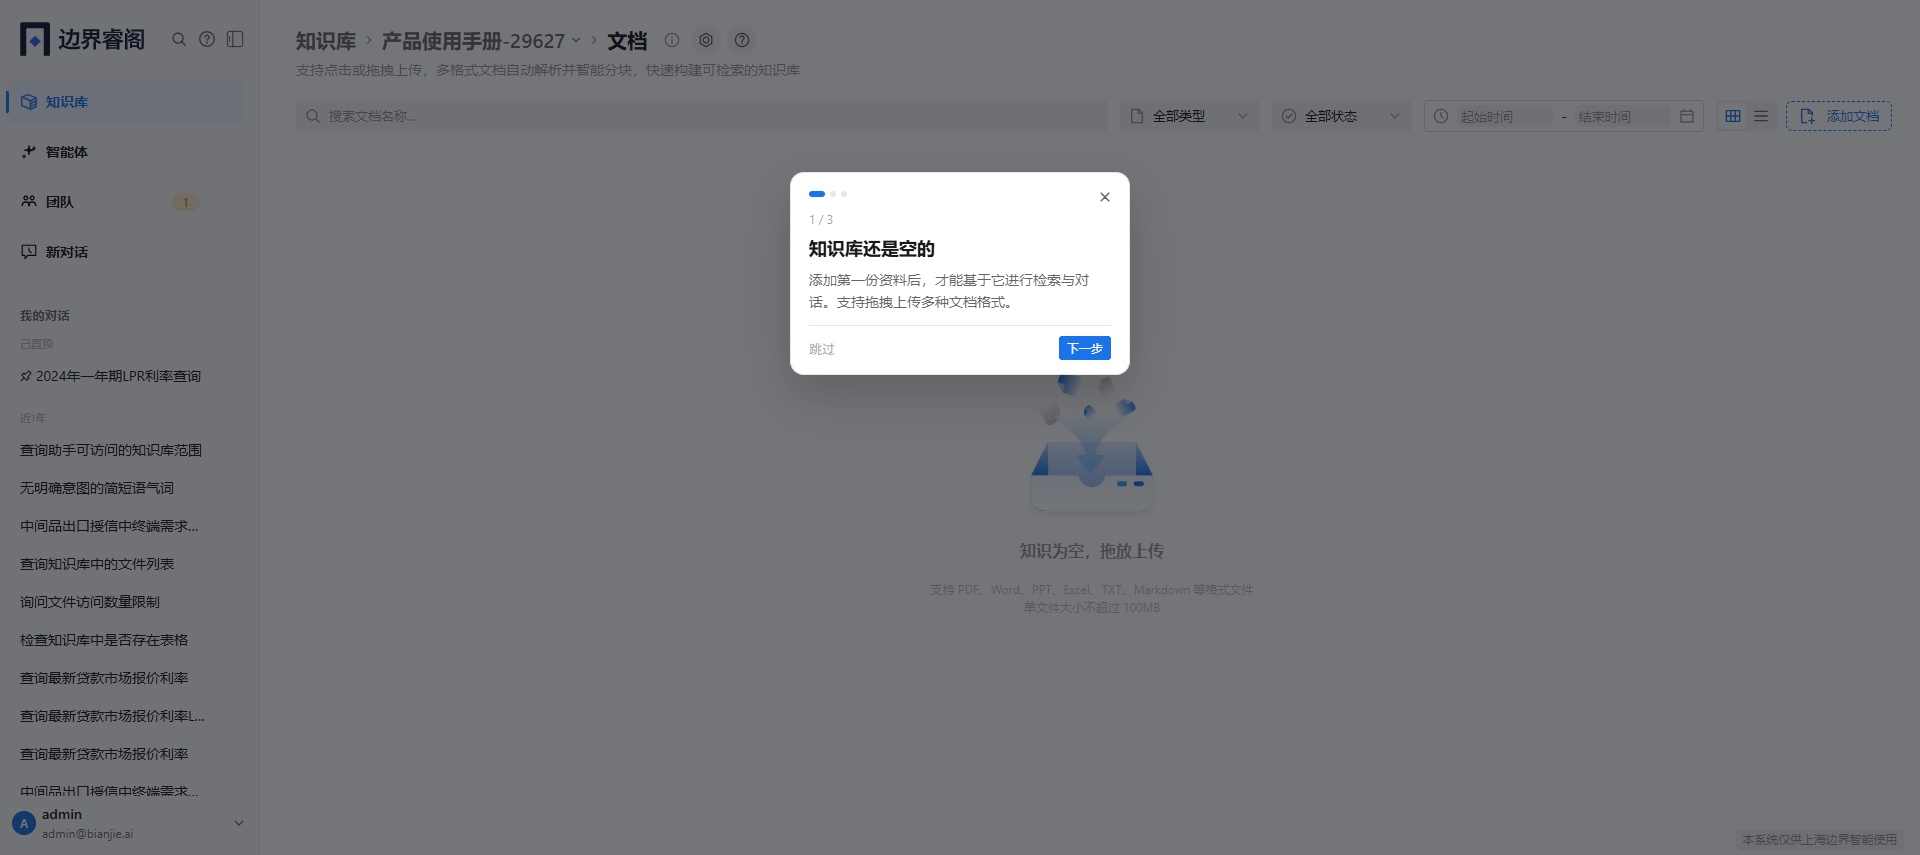 边界睿阁
知识库
智能体
团队
1
新对话
我的对话
已置顶
2024年一年期LPR利率查询
近1年
查询助手可访问的知识库范围
无明确意图的简短语气词
中间品出口授信中终端需求...
查询知识库中的文件列表
询问文件访问数量限制
检查知识库中是否存在表格
查询最新贷款市场报价利率
查询最新贷款市场报价利率L...
查询最新贷款市场报价利率
中间品出口授信中终端需求...
A
admin
admin@bianjie.ai
知识库 > 产品使用手册-29627 > 文档
支持点击或拖拽上传，多格式文档自动解析并智能分块，快速构建可检索的知识库
搜索文档名称...
全部类型
全部状态
起始时间 - 结束时间
添加文档
1 / 3
知识库还是空的
添加第一份资料后，才能基于它进行检索与对
话。支持拖拽上传多种文档格式。
跳过
下一步
知识为空，拖放上传
支持 PDF、Word、PPT、Excel、TXT、Markdown 等格式文件
单文件大小不超过 100MB
本系统仅供上海边界智能使用